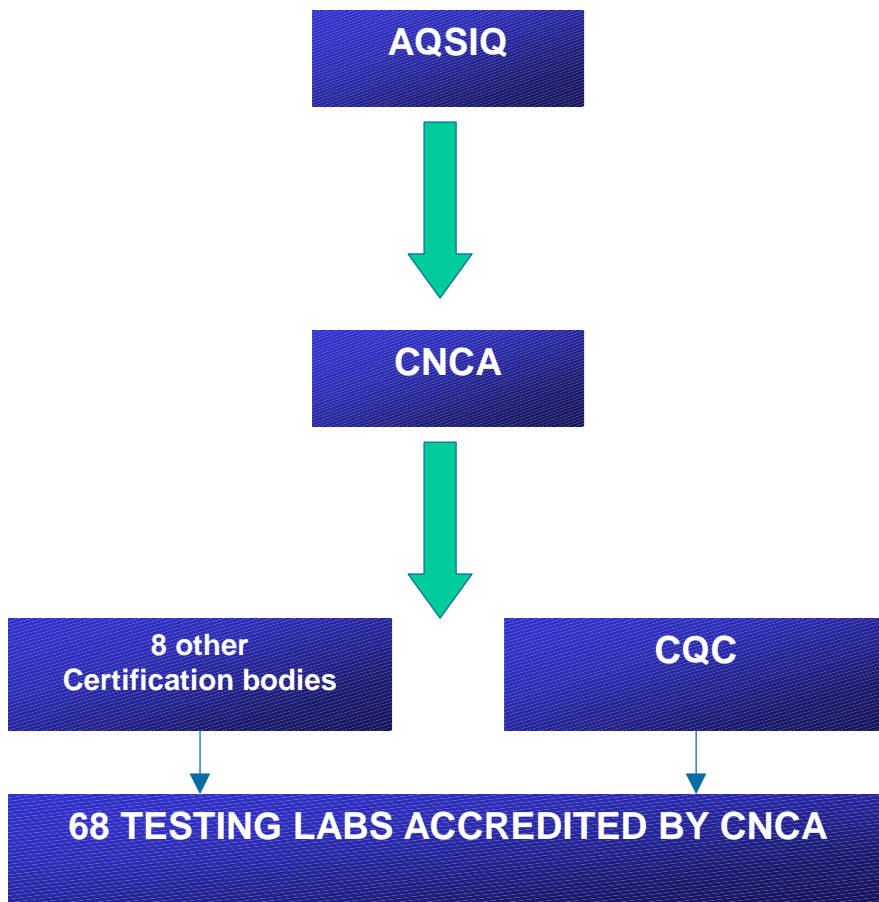 AQSIQ
CNCA
8 other
Certification bodies
CQC
68 TESTING LABS ACCREDITED BY CNCA